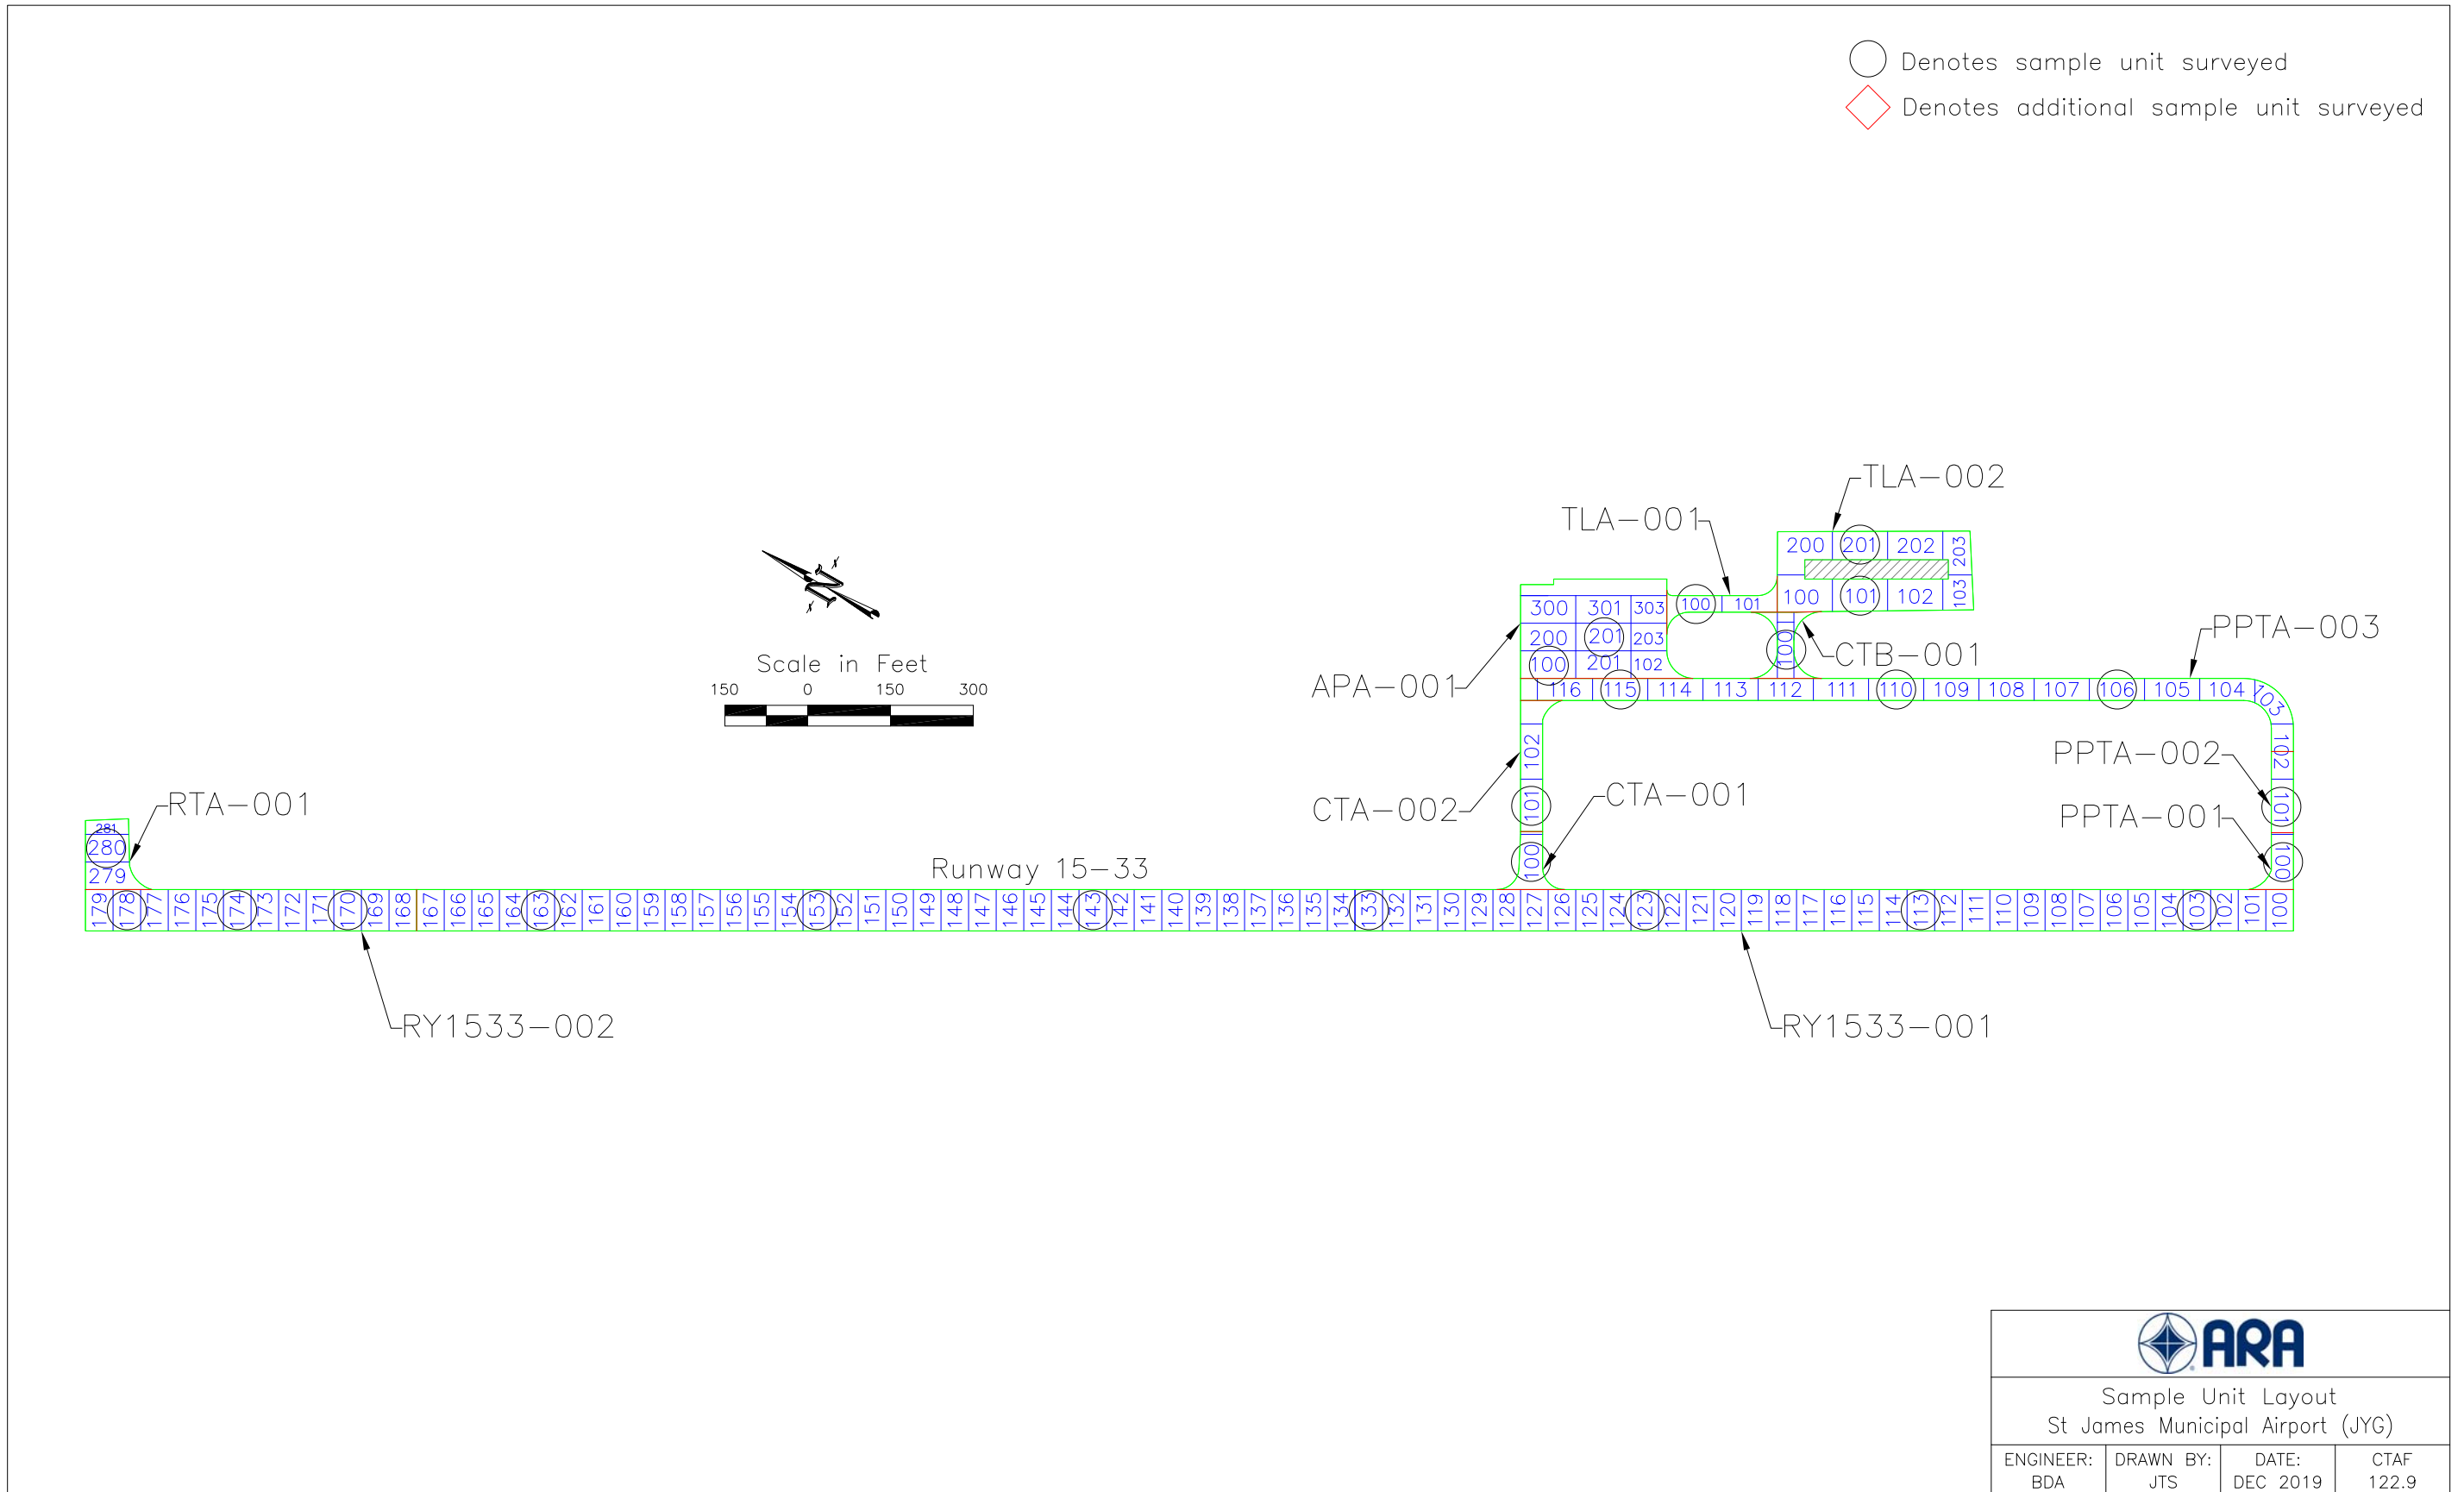 Denotes sample unit surveyed
Denotes additional sample unit surveyed
TLA-002
TLA-001
200 201 202 203
100 101 102 103
300 301 303
100 101
200 201 203
100 201 102
100
PPTA-003
CTB-001
APA-001
N
Scale in Feet
150 0 150 300
116 115 114 113 112 111 110 109 108 107 106 105 104 103
102
102
PPTA-002
CTA-002
CTA-001
101
101
PPTA-001
RTA-001
281
280
279
Runway 15-33
100
100
179 178 177 176 175 174 173 172 171 170 169 168 167 166 165 164 163 162 161 160 159 158 157 156 155 154 153 152 151 150 149 148 147 146 145 144 143 142 141 140 139 138 137 136 135 134 133 132 131 130 129 128 127 126 125 124 123 122 121 120 119 118 117 116 115 114 113 112 111 110 109 108 107 106 105 104 103 102 101 100
RY1533-002
RY1533-001
ARA
Sample Unit Layout
St James Municipal Airport (JYG)
ENGINEER: DRAWN BY: DATE: CTAF
BDA JTS DEC 2019 122.9